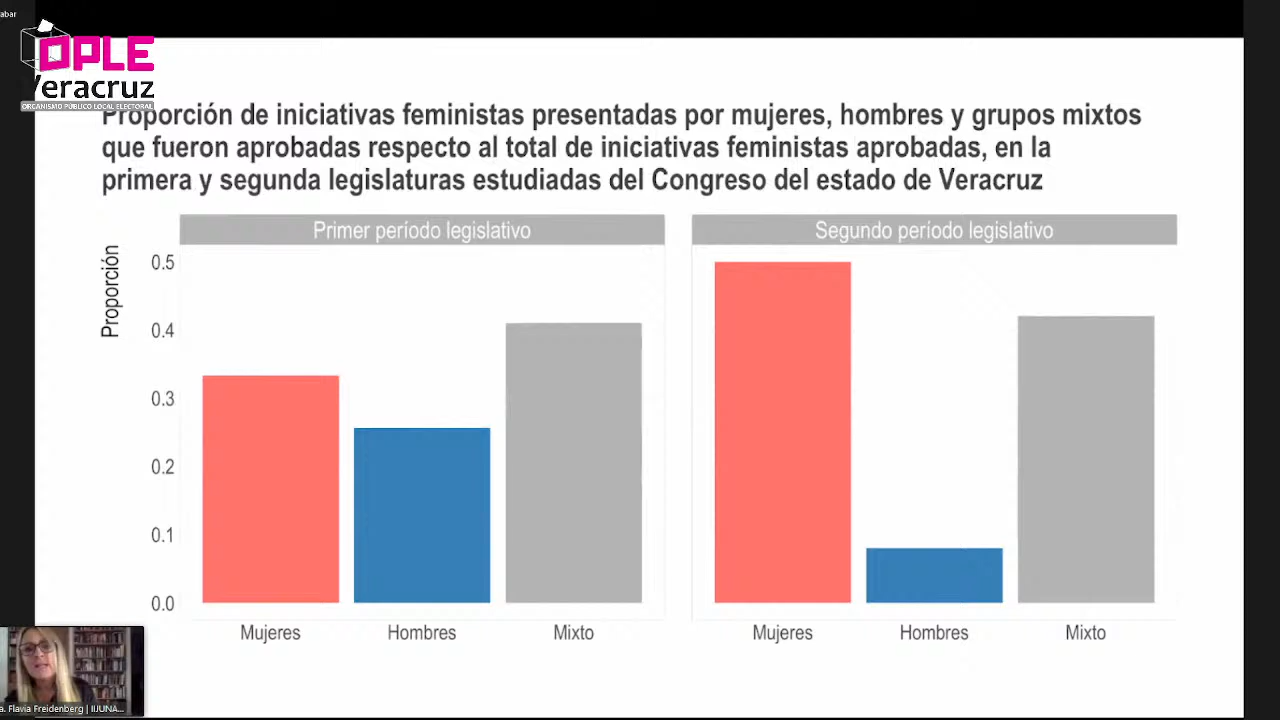 abar
OPLE
Veracruz
ORGANISMO PÚBLICO LOCAL ELECTORAL
Proporción de iniciativas feministas presentadas por mujeres, hombres y grupos mixtos
que fueron aprobadas respecto al total de iniciativas feministas aprobadas, en la
primera y segunda legislaturas estudiadas del Congreso del estado de Veracruz
Primer período legislativo
Segundo período legislativo
Proporción
0.5
0.4
0.3
0.2
0.1
0.0
Mujeres
Hombres
Mixto
Mujeres
Hombres
Mixto
a. Flavia Freidenberg | IIJUNA...